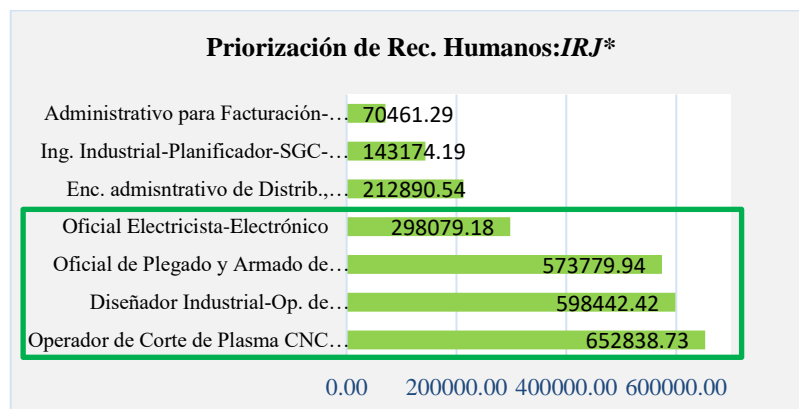 Priorización de Rec. Humanos:IRJ*
Administrativo para Facturación-… 70461.29
Ing. Industrial-Planificador-SGC-… 143174.19
Enc. admisntrativo de Distrib.,… 212890.54
Oficial Electricista-Electrónico 298079.18
Oficial de Plegado y Armado de… 573779.94
Diseñador Industrial-Op. de… 598442.42
Operador de Corte de Plasma CNC… 652838.73
0.00 200000.00 400000.00 600000.00